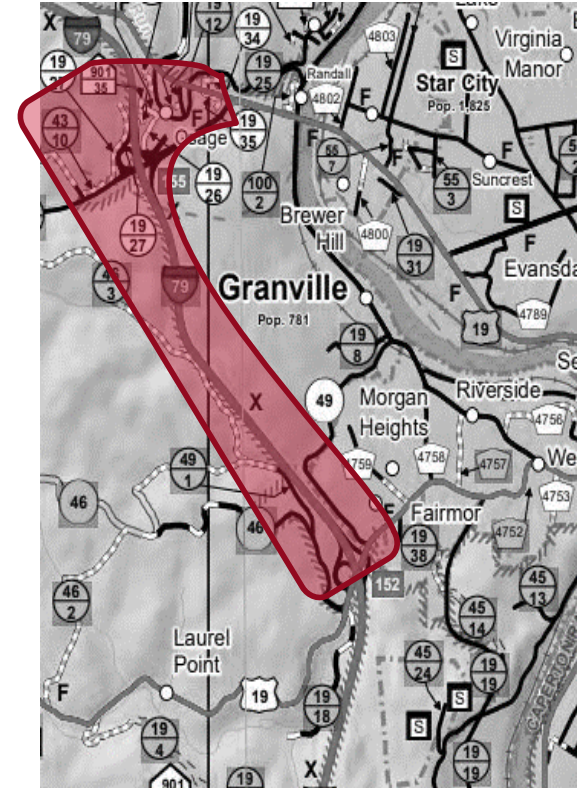 X
79
19
12
19
34
4803
S
Virginia
Manor
19
27
901
35
19
25
Randall
4802
F
Star City
Pop. 1,825
43
10
F
Osage
19
35
F
55
7
F
155
19
26
100
2
55
3
Suncrest
S
19
27
Brewer
Hill
4800
19
31
F
46
3
79
Granville
Pop. 781
F
Evansda
4789
19
19
8
Se
X
49
Morgan
Heights
Riverside
4756
49
1
759
4758
4757
We
46
46
F
Fairmor
4753
4752
19
38
152
46
2
45
13
45
14
Laurel
Point
45
24
19
19
F
19
19
18
S
S
CAPERTO
19
4
X
19
19
901
19